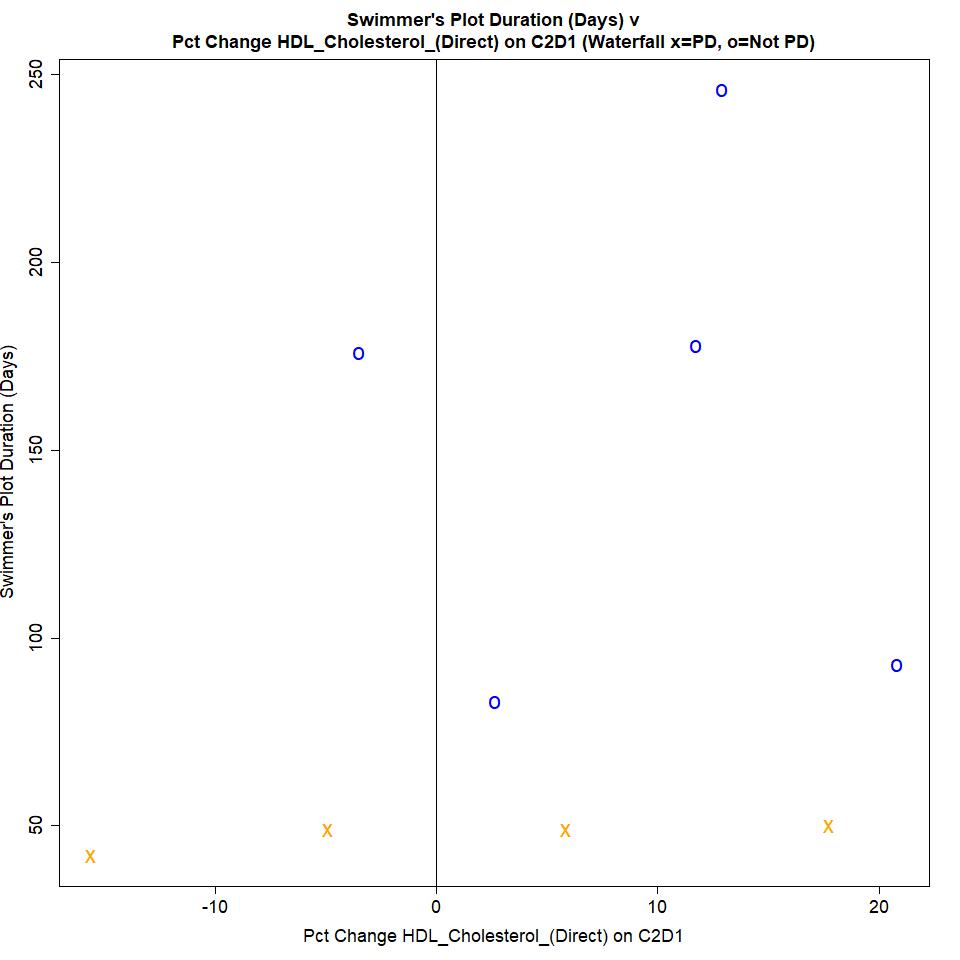 Swimmer's Plot Duration (Days) v
Pct Change HDL_Cholesterol_(Direct) on C2D1 (Waterfall x=PD, o=Not PD)
Swimmer's Plot Duration (Days)
250
200
150
100
50
o
o
o
o
o
x
x
x
x
-10
0
10
20
Pct Change HDL_Cholesterol_(Direct) on C2D1